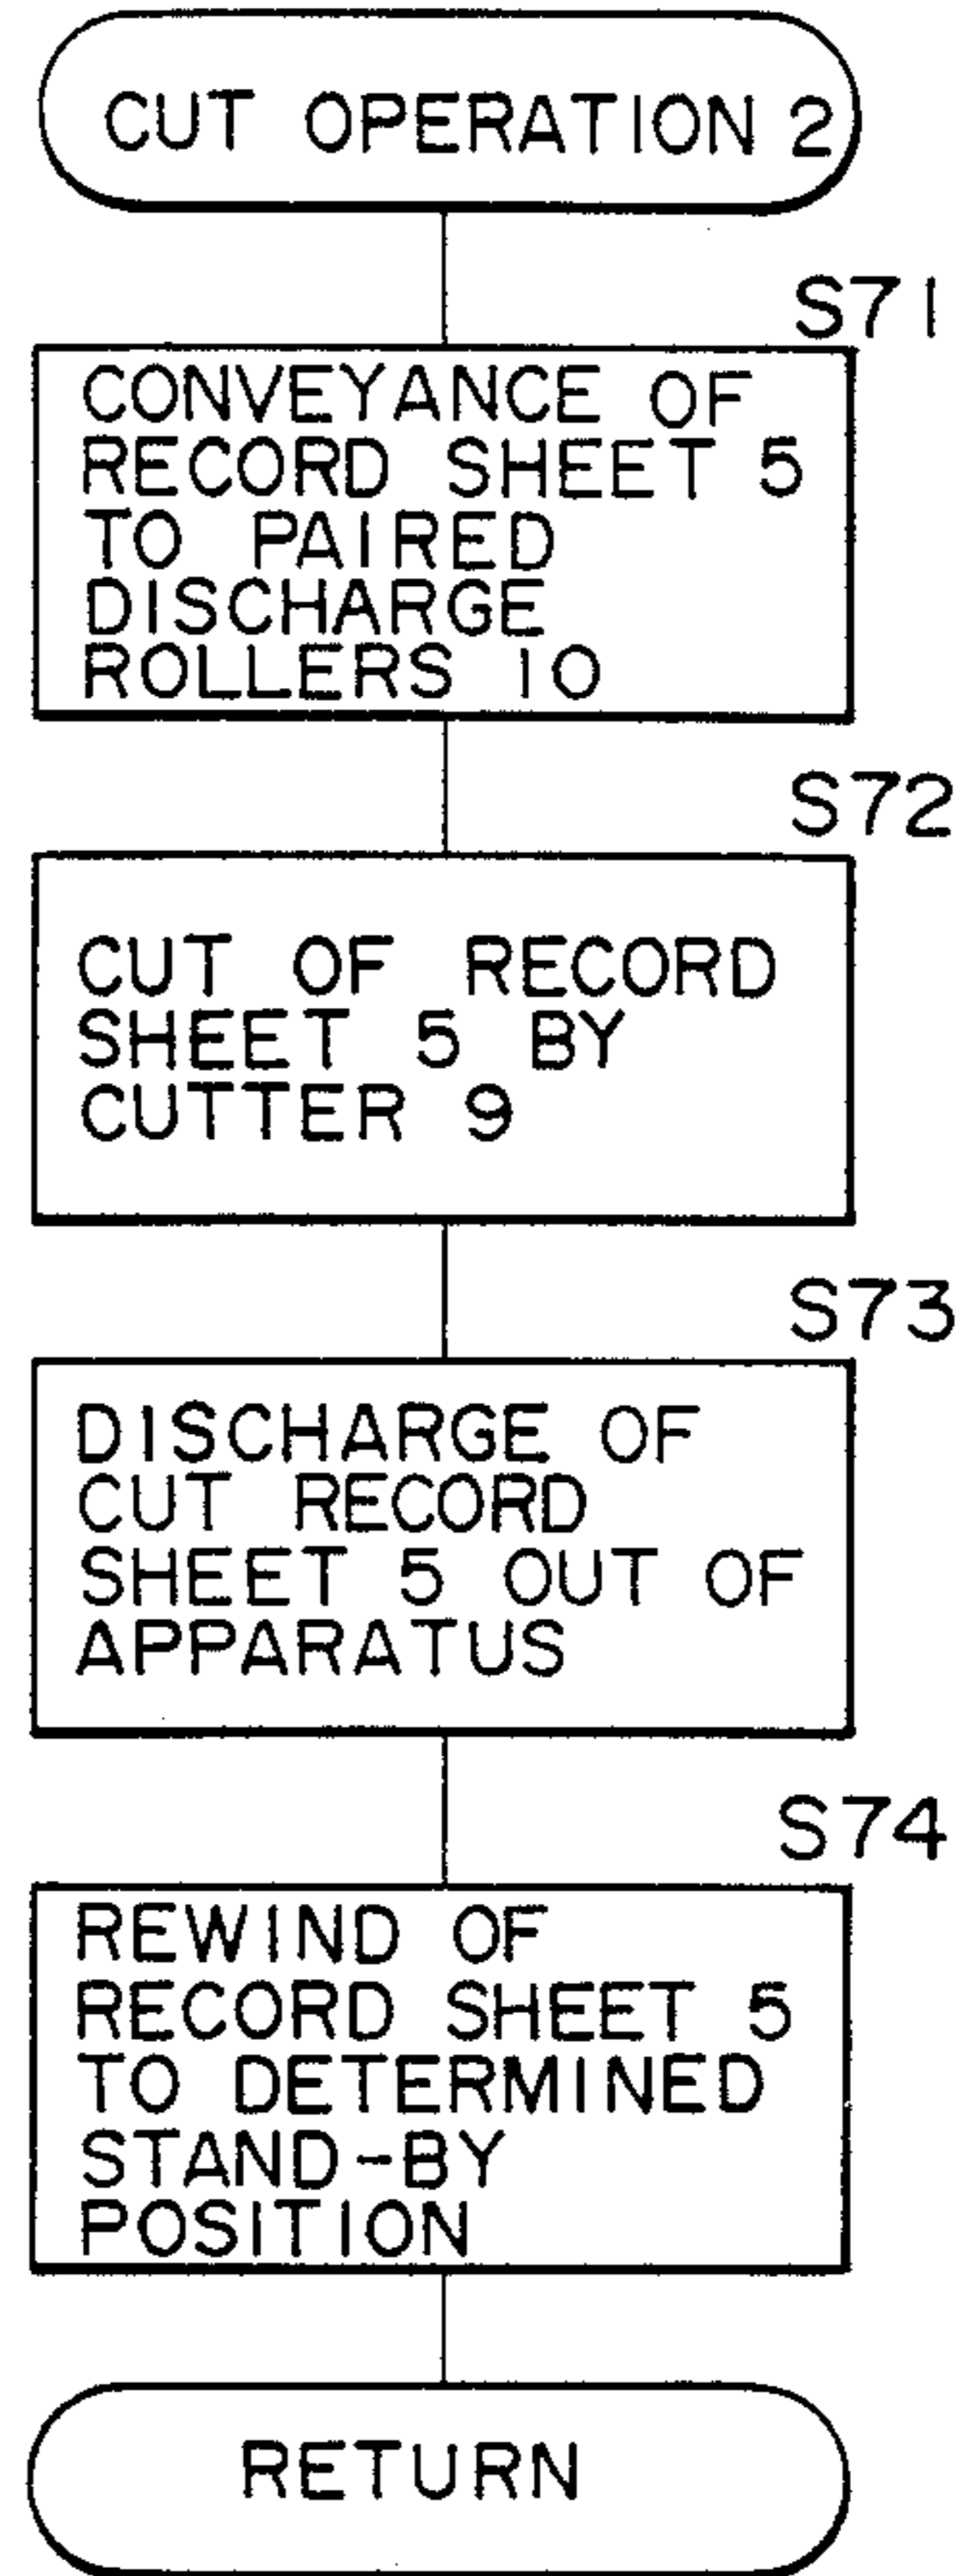 CUT OPERATION 2
S71
CONVEYANCE OF
RECORD SHEET 5
TO PAIRED
DISCHARGE
ROLLERS 10
S72
CUT OF RECORD
SHEET 5 BY
CUTTER 9
S73
DISCHARGE OF
CUT RECORD
SHEET 5 OUT OF
APPARATUS
S74
REWIND OF
RECORD SHEET 5
TO DETERMINED
STAND-BY
POSITION
RETURN